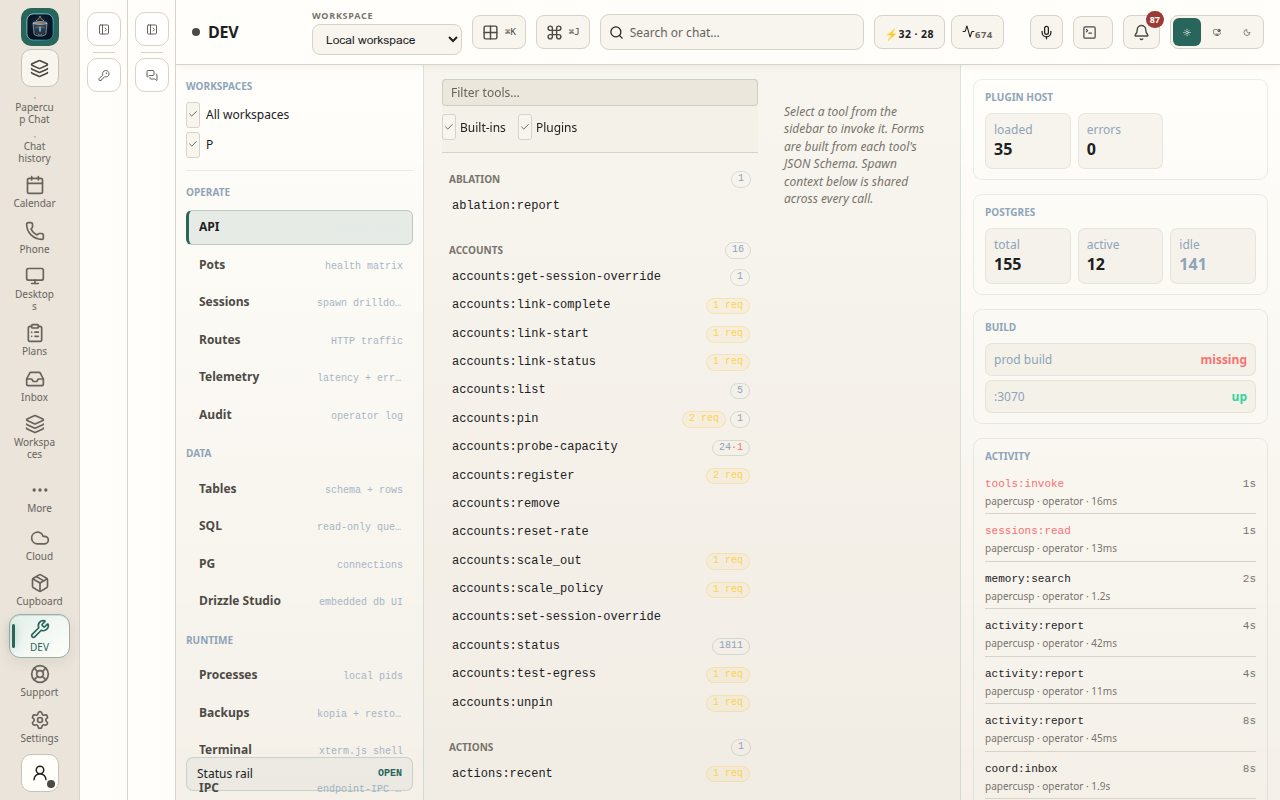 Papercu
p Chat
Chat
history
Calendar
Phone
Desktop
s
Plans
Inbox
Workspa
ces
More
Cloud
Cupboard
DEV
Support
Settings
DEV
WORKSPACE
Local workspace
⌘K
⌘J
Search or chat...
⚡32 · 28
674
87
WORKSPACES
All workspaces
P
OPERATE
API
Pots health matrix
Sessions spawn drilldo…
Routes HTTP traffic
Telemetry latency + err…
Audit operator log
DATA
Tables schema + rows
SQL read-only que…
PG connections
Drizzle Studio embedded db UI
RUNTIME
Processes local pids
Backups kopia + resto…
Terminal xterm.js shell
Status rail OPEN
IPC endpoint-IPC …
Filter tools...
Built-ins Plugins
ABLATION 1
ablation:report
ACCOUNTS 16
accounts:get-session-override 1
accounts:link-complete 1 req
accounts:link-start 1 req
accounts:link-status 1 req
accounts:list 5
accounts:pin 2 req 1
accounts:probe-capacity 24·1
accounts:register 2 req
accounts:remove
accounts:reset-rate
accounts:scale_out 1 req
accounts:scale_policy 1 req
accounts:set-session-override
accounts:status 1811
accounts:test-egress 1 req
accounts:unpin 1 req
ACTIONS 1
actions:recent 1 req
Select a tool from the
sidebar to invoke it. Forms
are built from each tool's
JSON Schema. Spawn
context below is shared
across every call.
PLUGIN HOST
loaded errors
35 0
POSTGRES
total active idle
155 12 141
BUILD
prod build missing
:3070 up
ACTIVITY
tools:invoke 1s
papercusp · operator · 16ms
sessions:read 1s
papercusp · operator · 13ms
memory:search 2s
papercusp · operator · 1.2s
activity:report 4s
papercusp · operator · 42ms
activity:report 4s
papercusp · operator · 11ms
activity:report 8s
papercusp · operator · 45ms
coord:inbox 8s
papercusp · operator · 1.9s